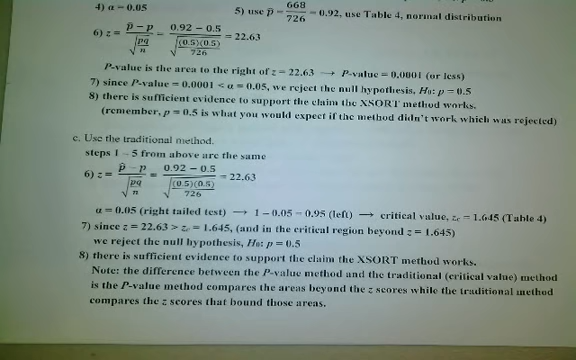 4) α = 0.05
5) use p̂ = 668/726 = 0.92, use Table 4, normal distribution
6) z = (p̂ − p)/√(pq/n) = (0.92 − 0.5)/√((0.5)(0.5)/726) = 22.63
P-value is the area to the right of z = 22.63 → P-value = 0.0001 (or less)
7) since P-value = 0.0001 < α = 0.05, we reject the null hypothesis, H₀: p = 0.5
8) there is sufficient evidence to support the claim the XSORT method works.
(remember, p = 0.5 is what you would expect if the method didn't work which was rejected)
c. Use the traditional method.
steps 1 – 5 from above are the same
6) z = (p̂ − p)/√(pq/n) = (0.92 − 0.5)/√((0.5)(0.5)/726) = 22.63
α = 0.05 (right tailed test) → 1 – 0.05 = 0.95 (left) → critical value, z꜀ = 1.645 (Table 4)
7) since z = 22.63 > z꜀ = 1.645, (and in the critical region beyond z = 1.645)
we reject the null hypothesis, H₀: p = 0.5
8) there is sufficient evidence to support the claim the XSORT method works.
Note: the difference between the P-value method and the traditional (critical value) method
is the P-value method compares the areas beyond the z scores while the traditional method
compares the z scores that bound those areas.